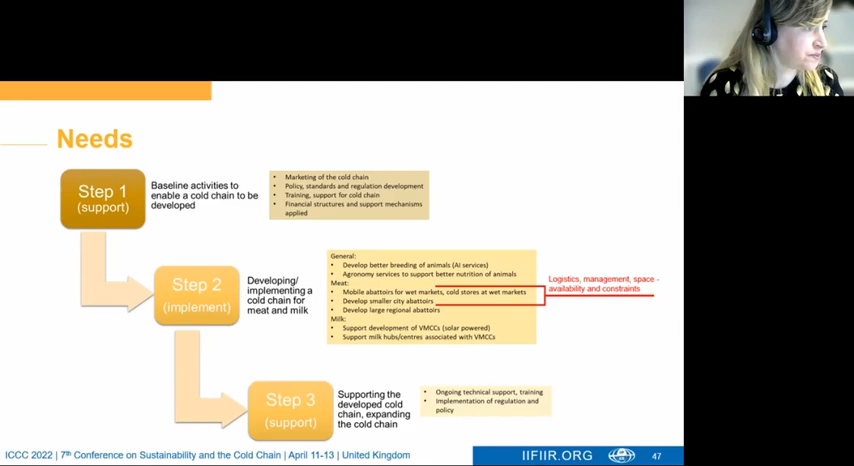 Needs
Step 1
(support)
Baseline activities to
enable a cold chain to be
developed
• Marketing of the cold chain
• Policy, standards and regulation development
• Training, support for cold chain
• Financial structures and support mechanisms
applied
Step 2
(implement)
Developing/
implementing a
cold chain for
meat and milk
General:
• Develop better breeding of animals (AI services)
• Agronomy services to support better nutrition of animals
Meat:
• Mobile abattoirs for wet markets, cold stores at wet markets
• Develop smaller city abattoirs
• Develop large regional abattoirs
Milk:
• Support development of VMCCs (solar powered)
• Support milk hubs/centres associated with VMCCs
Logistics, management, space -
availability and constraints
Step 3
(support)
Supporting the
developed cold
chain, expanding
the cold chain
• Ongoing technical support, training
• Implementation of regulation and
policy
ICCC 2022 | 7th Conference on Sustainability and the Cold Chain | April 11-13 | United Kingdom
IIFIIR.ORG
47